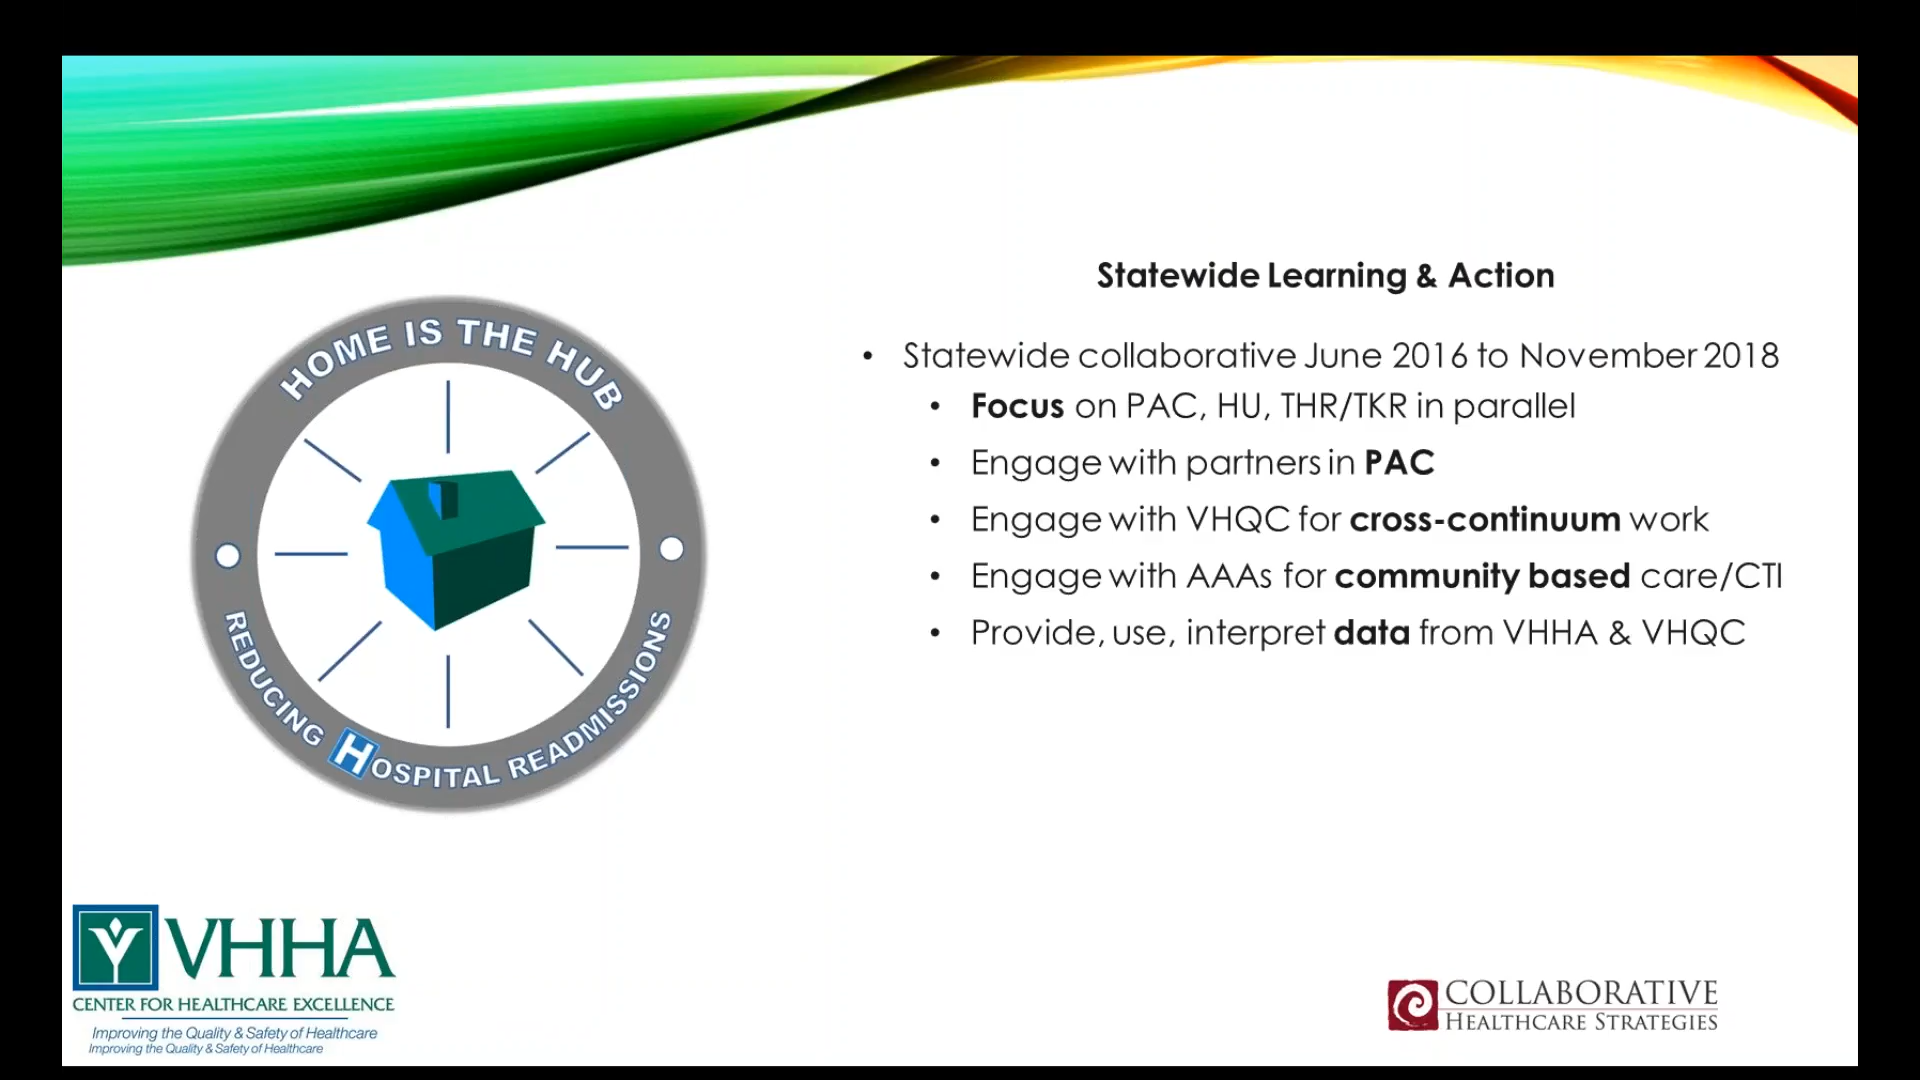 HOME IS THE HUB
REDUCING HOSPITAL READMISSIONS
Statewide Learning & Action
• Statewide collaborative June 2016 to November 2018
• Focus on PAC, HU, THR/TKR in parallel
• Engage with partners in PAC
• Engage with VHQC for cross-continuum work
• Engage with AAAs for community based care/CTI
• Provide, use, interpret data from VHHA & VHQC
VHHA
CENTER FOR HEALTHCARE EXCELLENCE
Improving the Quality & Safety of Healthcare
Improving the Quality & Safety of Healthcare
COLLABORATIVE
HEALTHCARE STRATEGIES